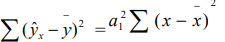 ∑(ŷₓ-ȳ)² = a₁² ∑(x - x̄)²